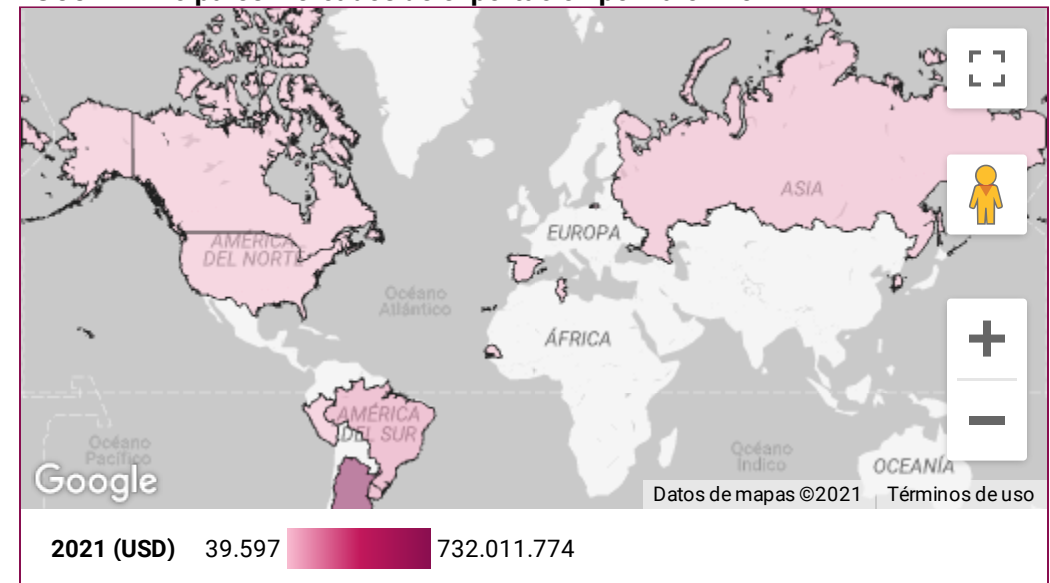 ASIA
EUROPA
AMÉRICA
DEL NORTE
Océano
Atlántico
ÁFRICA
AMÉRICA
DEL SUR
Océano
Pacífico
Océano
Índico
OCEANÍA
Google
Datos de mapas ©2021
Términos de uso
2021 (USD) 39.597 732.011.774